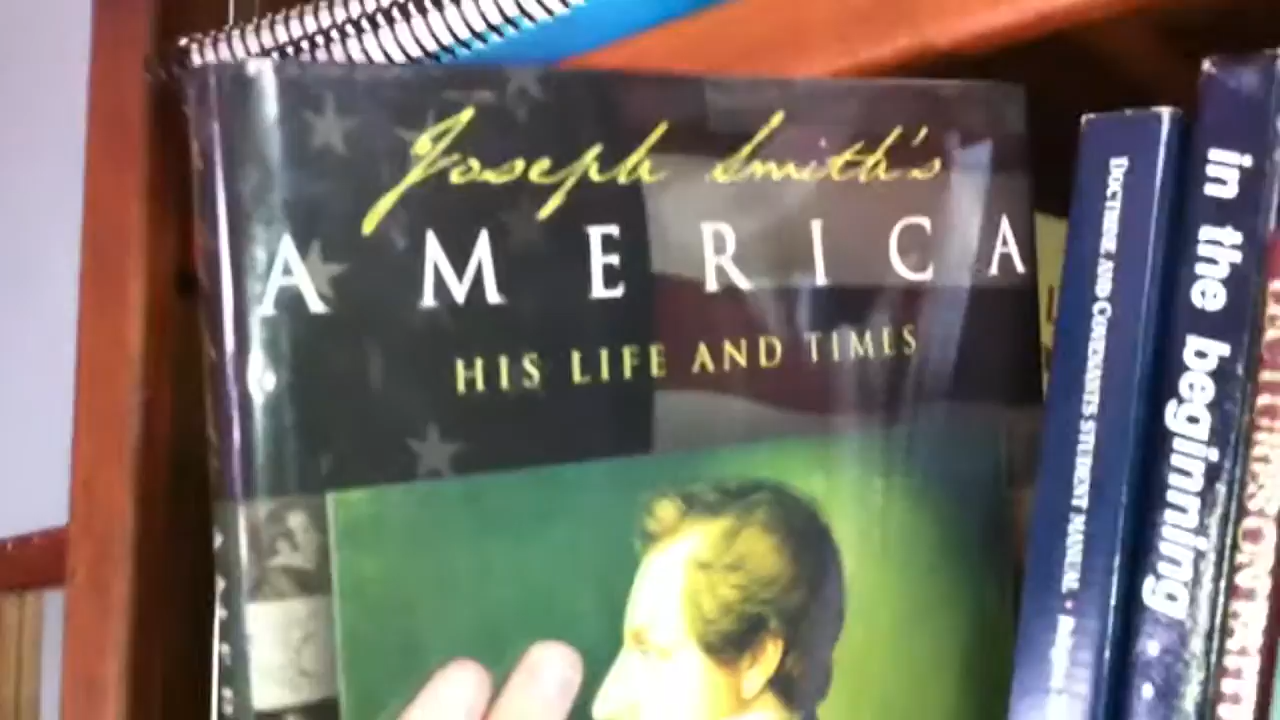 Joseph Smith's
AMERICA
HIS LIFE AND TIMES
DOCTRINE AND COVENANTS STUDENT MANUAL
in the beginning